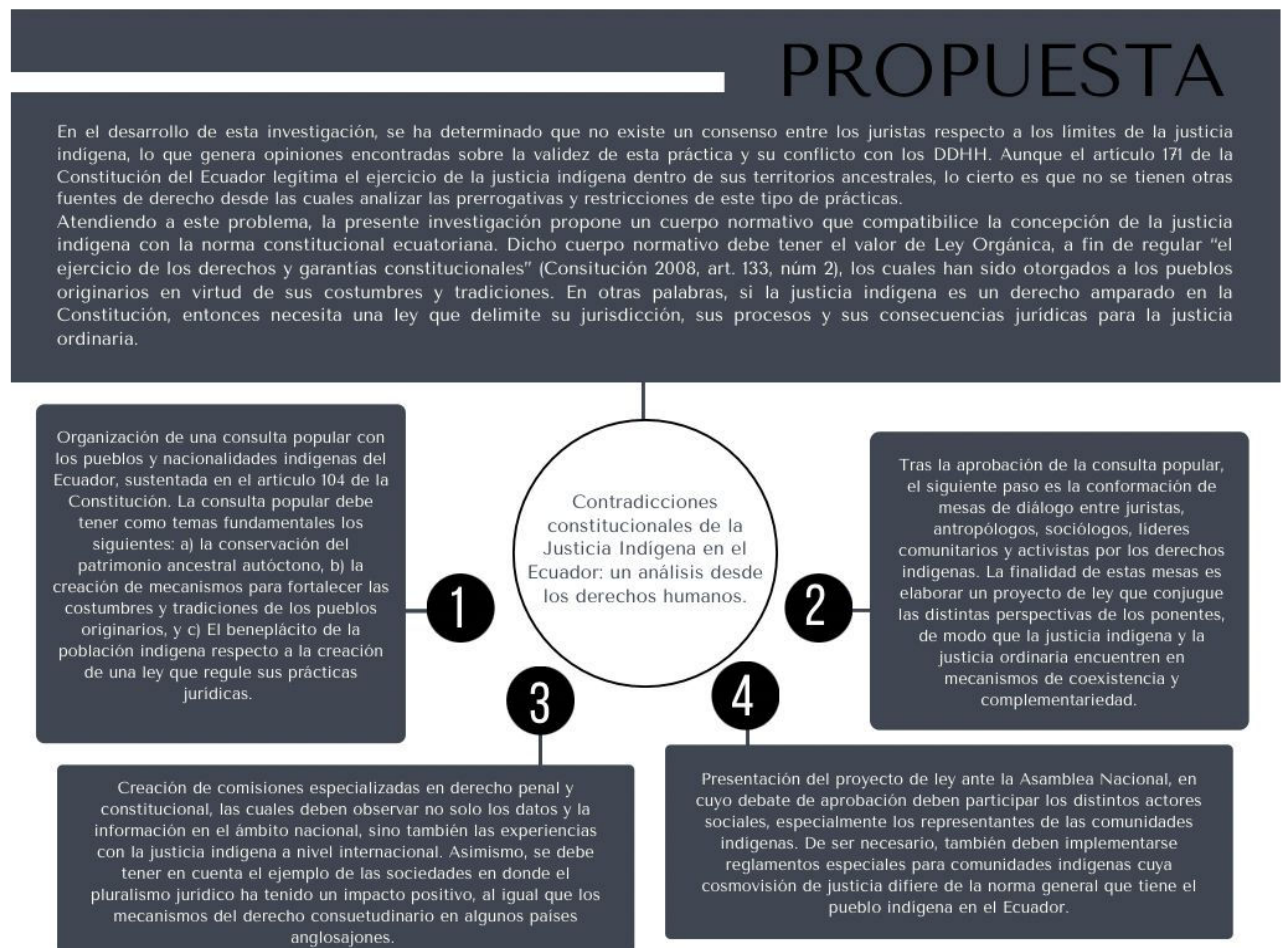 PROPUESTA
En el desarrollo de esta investigación, se ha determinado que no existe un consenso entre los juristas respecto a los límites de la justicia
indígena, lo que genera opiniones encontradas sobre la validez de esta práctica y su conflicto con los DDHH. Aunque el artículo 171 de la
Constitución del Ecuador legítima el ejercicio de la justicia indígena dentro de sus territorios ancestrales, lo cierto es que no se tienen otras
fuentes de derecho desde las cuales analizar las prerrogativas y restricciones de este tipo de prácticas.
Atendiendo a este problema, la presente investigación propone un cuerpo normativo que compatibilice la concepción de la justicia
indígena con la norma constitucional ecuatoriana. Dicho cuerpo normativo debe tener el valor de Ley Orgánica, a fin de regular “el
ejercicio de los derechos y garantías constitucionales” (Consitución 2008, art. 133, núm 2), los cuales han sido otorgados a los pueblos
originarios en virtud de sus costumbres y tradiciones. En otras palabras, si la justicia indígena es un derecho amparado en la
Constitución, entonces necesita una ley que delimite su jurisdicción, sus procesos y sus consecuencias jurídicas para la justicia
ordinaria.
Contradicciones
constitucionales de la
Justicia Indígena en el
Ecuador: un análisis desde
los derechos humanos.
1
Organización de una consulta popular con
los pueblos y nacionalidades indígenas del
Ecuador, sustentada en el artículo 104 de la
Constitución. La consulta popular debe
tener como temas fundamentales los
siguientes: a) la conservación del
patrimonio ancestral autóctono, b) la
creación de mecanismos para fortalecer las
costumbres y tradiciones de los pueblos
originarios, y c) El beneplácito de la
población indígena respecto a la creación
de una ley que regule sus prácticas
jurídicas.
2
Tras la aprobación de la consulta popular,
el siguiente paso es la conformación de
mesas de diálogo entre juristas,
antropólogos, sociólogos, líderes
comunitarios y activistas por los derechos
indígenas. La finalidad de estas mesas es
elaborar un proyecto de ley que conjugue
las distintas perspectivas de los ponentes,
de modo que la justicia indígena y la
justicia ordinaria encuentren en
mecanismos de coexistencia y
complementariedad.
3
Creación de comisiones especializadas en derecho penal y
constitucional, las cuales deben observar no solo los datos y la
información en el ámbito nacional, sino también las experiencias
con la justicia indígena a nivel internacional. Asimismo, se debe
tener en cuenta el ejemplo de las sociedades en donde el
pluralismo jurídico ha tenido un impacto positivo, al igual que los
mecanismos del derecho consuetudinario en algunos países
anglosajones.
4
Presentación del proyecto de ley ante la Asamblea Nacional, en
cuyo debate de aprobación deben participar los distintos actores
sociales, especialmente los representantes de las comunidades
indígenas. De ser necesario, también deben implementarse
reglamentos especiales para comunidades indígenas cuya
cosmovisión de justicia difiere de la norma general que tiene el
pueblo indígena en el Ecuador.